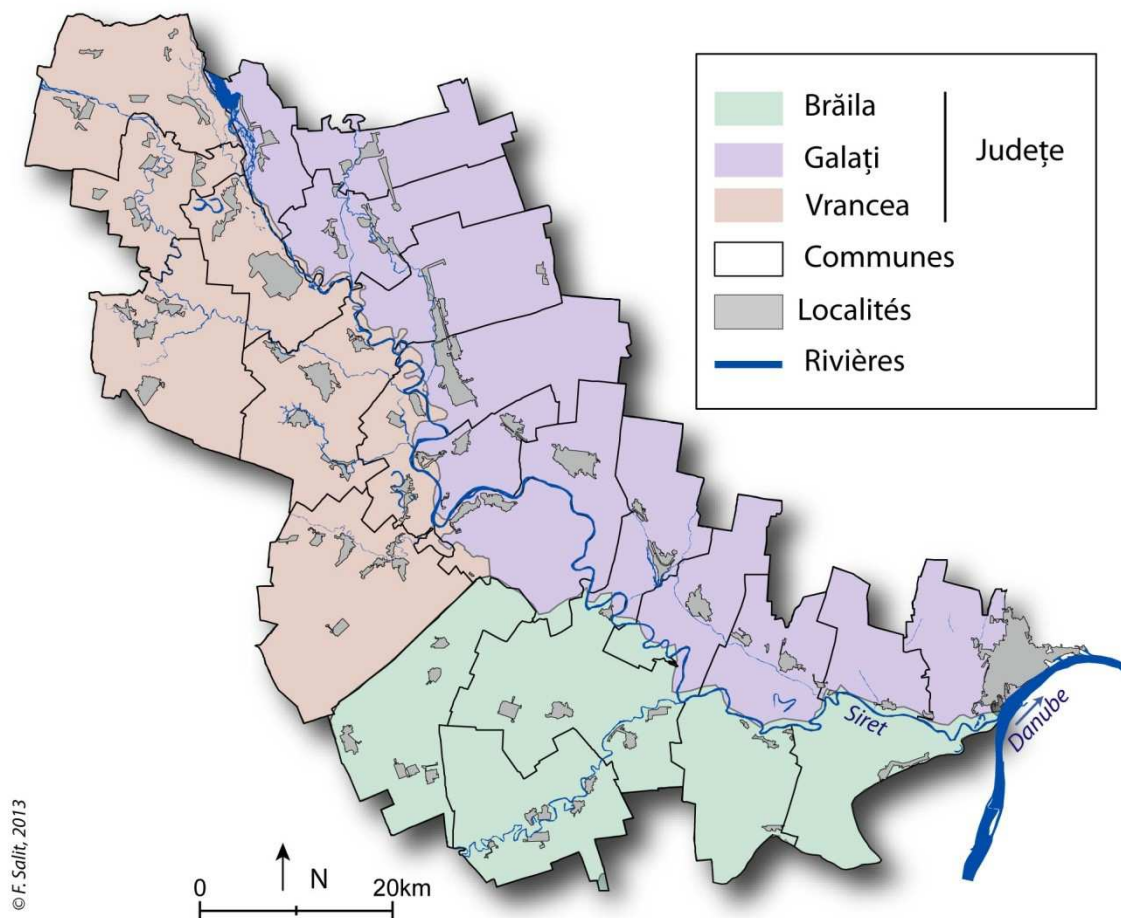 Brăila
Galați
Vrancea
Județe
Communes
Localités
Rivières
Siret
Danube
© F. Salit, 2013
N
0 20km